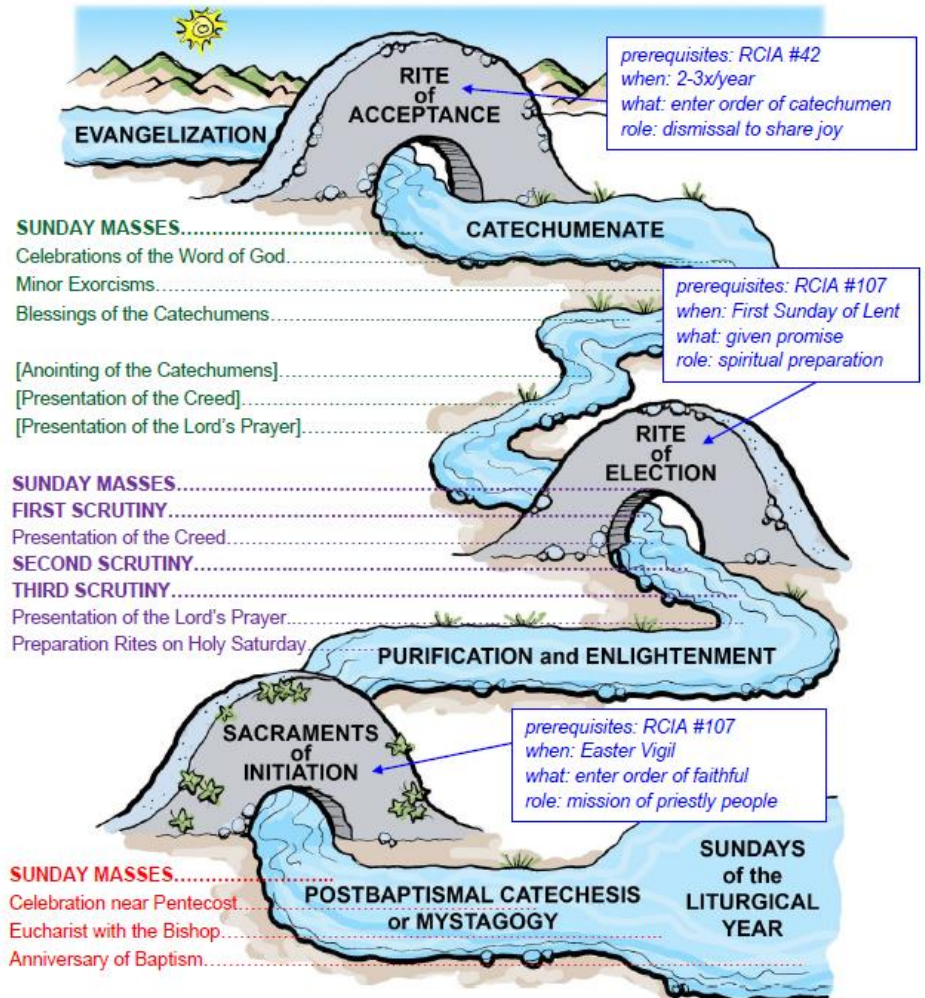 RITE
of
ACCEPTANCE
prerequisites: RCIA #42
when: 2-3x/year
what: enter order of catechumen
role: dismissal to share joy
EVANGELIZATION
CATECHUMENATE
SUNDAY MASSES
Celebrations of the Word of God
Minor Exorcisms
Blessings of the Catechumens
[Anointing of the Catechumens]
[Presentation of the Creed]
[Presentation of the Lord's Prayer]
prerequisites: RCIA #107
when: First Sunday of Lent
what: given promise
role: spiritual preparation
RITE
of
ELECTION
SUNDAY MASSES
FIRST SCRUTINY
Presentation of the Creed
SECOND SCRUTINY
THIRD SCRUTINY
Presentation of the Lord's Prayer
Preparation Rites on Holy Saturday
PURIFICATION and ENLIGHTENMENT
SACRAMENTS
of
INITIATION
prerequisites: RCIA #107
when: Easter Vigil
what: enter order of faithful
role: mission of priestly people
SUNDAY MASSES
Celebration near Pentecost
Eucharist with the Bishop
Anniversary of Baptism
POSTBAPTISMAL CATECHESIS
or MYSTAGOGY
SUNDAYS
of the
LITURGICAL
YEAR